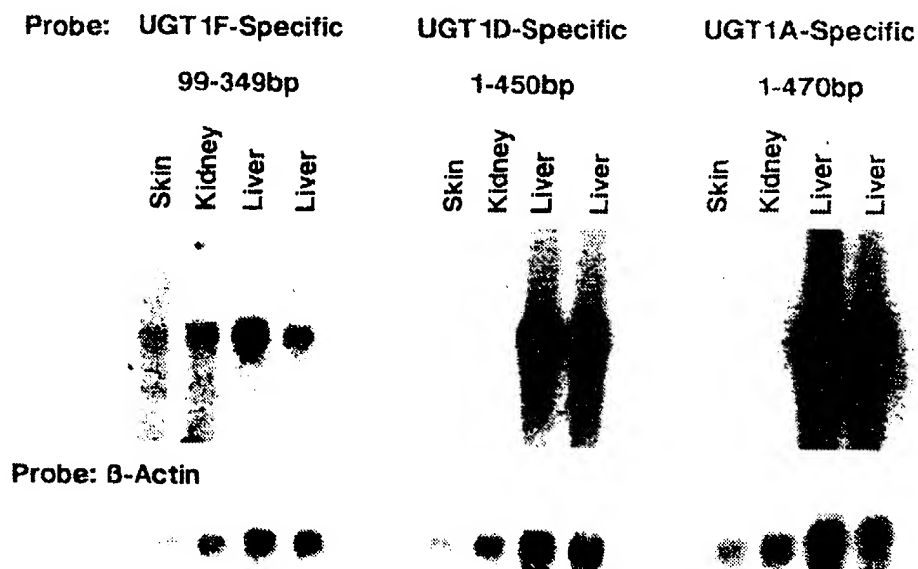 Probe: UGT1F-Specific UGT1D-Specific UGT1A-Specific
99-349bp 1-450bp 1-470bp
Skin Kidney Liver Liver Skin Kidney Liver Liver Skin Kidney Liver Liver
Probe: β-Actin